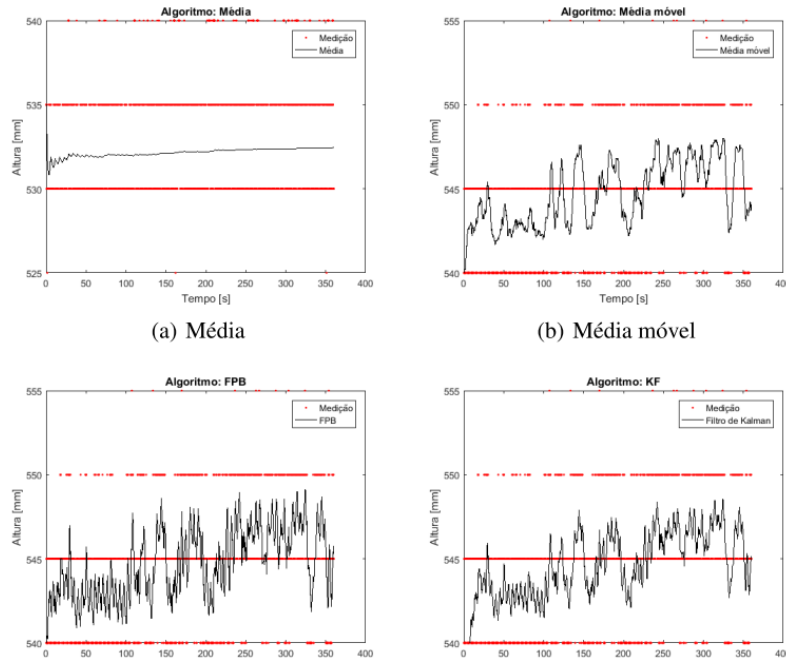 Algoritmo: Média
540
535
530
525
Altura [mm]
Medição
Média
0 50 100 150 200 250 300 350 400
Tempo [s]
(a) Média
Algoritmo: Média móvel
555
550
545
540
Altura [mm]
Medição
Média móvel
0 50 100 150 200 250 300 350 400
Tempo [s]
(b) Média móvel
Algoritmo: FPB
555
550
545
540
Altura [mm]
Medição
FPB
0 50 100 150 200 250 300 350 400
Algoritmo: KF
555
550
545
540
Altura [mm]
Medição
Filtro de Kalman
0 50 100 150 200 250 300 350 400